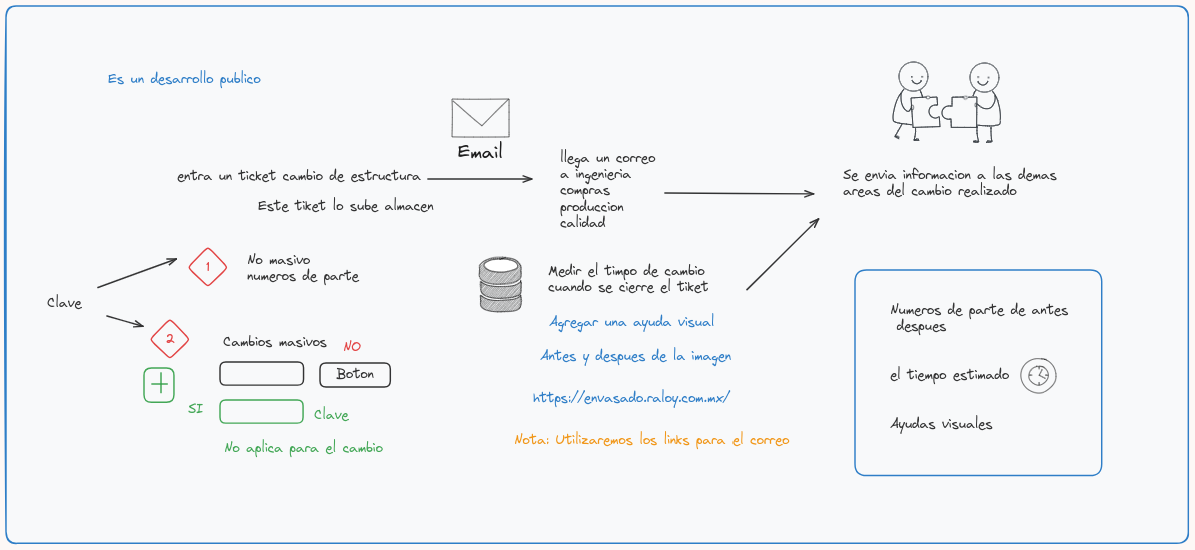 Es un desarrollo publico
Email
entra un ticket cambio de estructura
Este tiket lo sube almacen
llega un correo
a ingenieria
compras
produccion
calidad
Se envia informacion a las demas
areas del cambio realizado
Clave
1
No masivo
numeros de parte
2
Cambios masivos
NO
Boton
SI
Clave
No aplica para el cambio
Medir el timpo de cambio
cuando se cierre el tiket
Agregar una ayuda visual
Antes y despues de la imagen
https://envasado.raloy.com.mx/
Nota: Utilizaremos los links para el correo
Numeros de parte de antes
despues
el tiempo estimado
Ayudas visuales